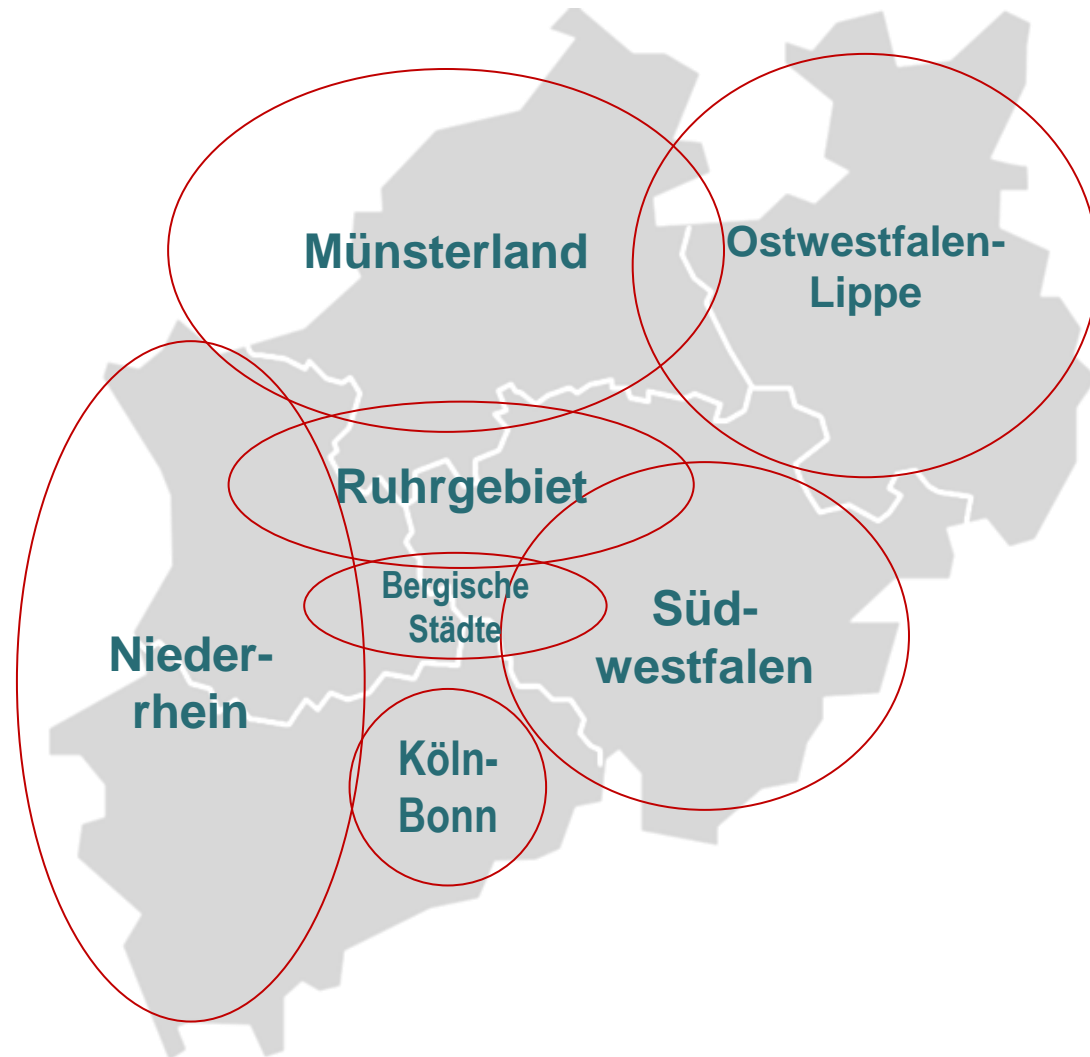 Münsterland
Ostwestfalen-
Lippe
Ruhrgebiet
Bergische
Städte
Süd-
westfalen
Nieder-
rhein
Köln-
Bonn